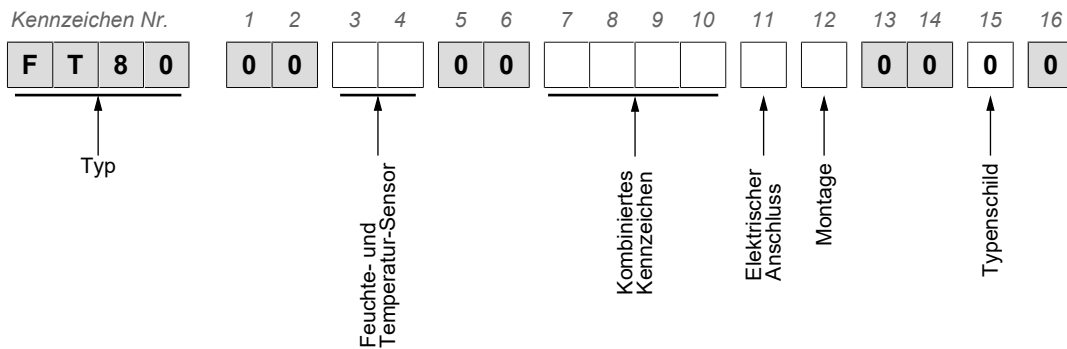 Kennzeichen Nr. 1 2 3 4 5 6 7 8 9 10 11 12 13 14 15 16
F T 8 0 0 0 0 0 0 0 0 0
Typ
Feuchte- und
Temperatur-Sensor
Kombiniertes
Kennzeichen
Elektrischer
Anschluss
Montage
Typenschild